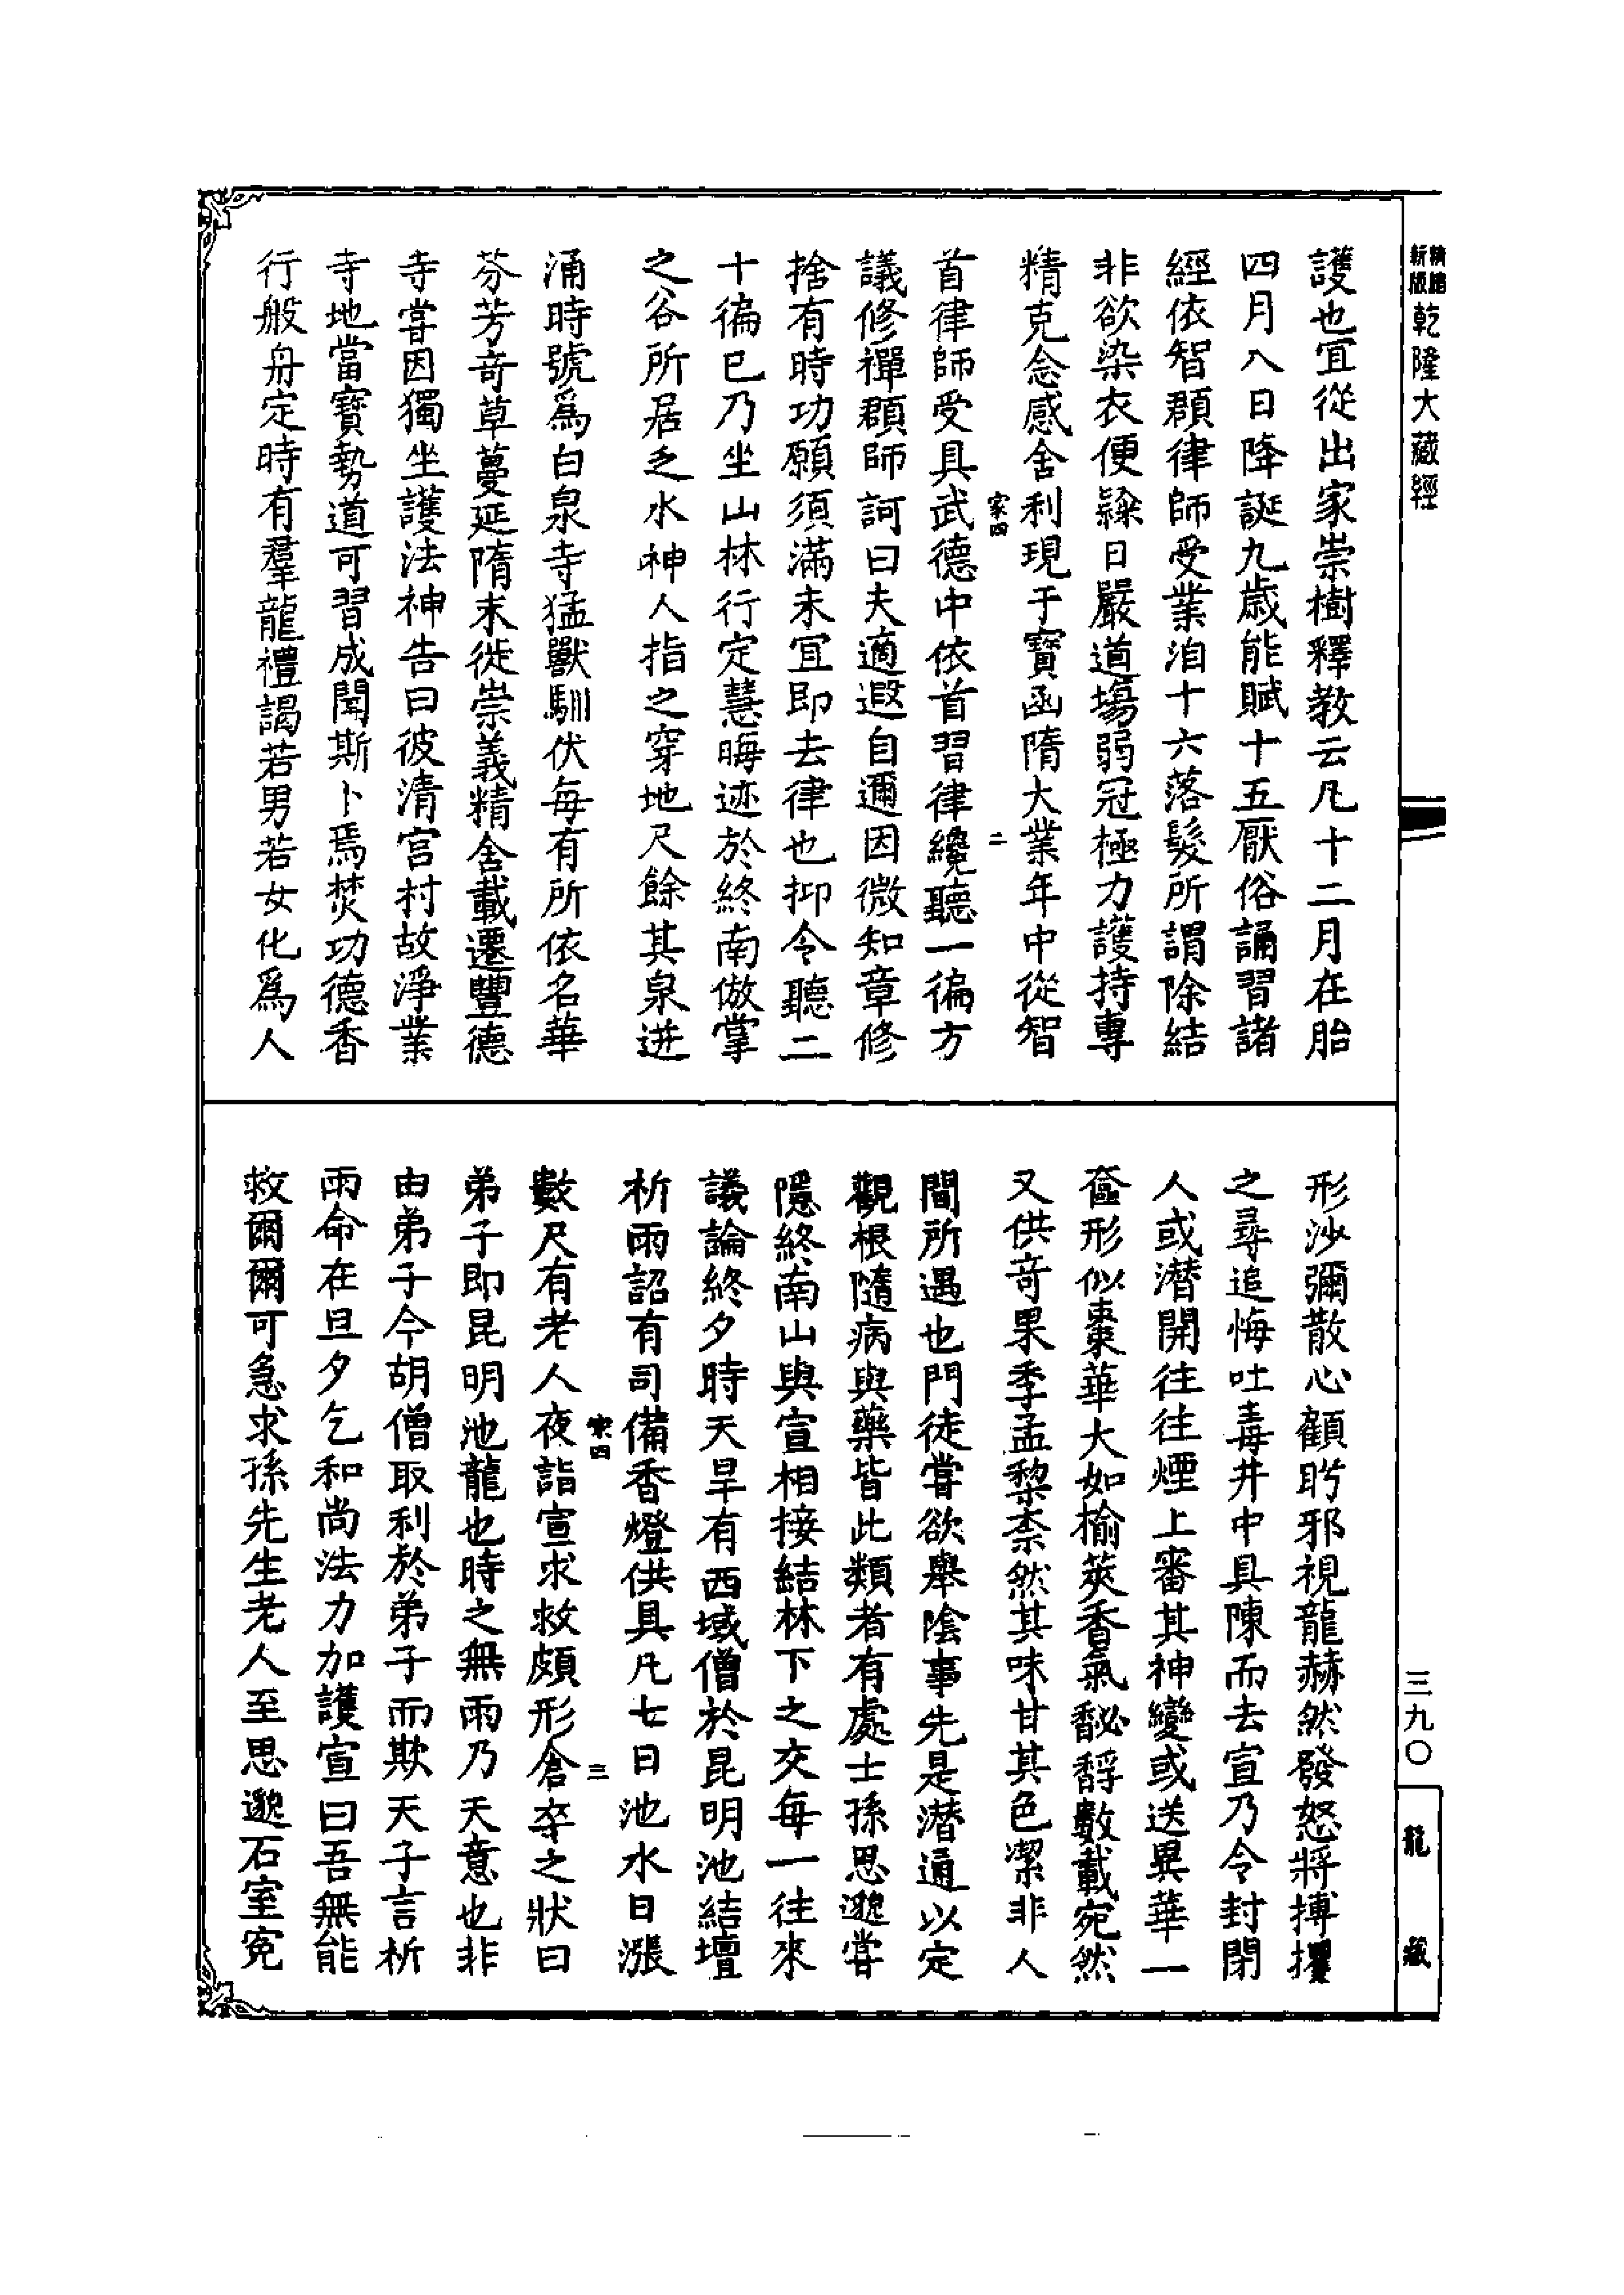 新版
乾隆大藏經
護也宜從出家崇樹釋教云凡十二月在胎
四月八日降誕九歲能賦十五厭俗誦習諸
經依智頵律師受業洎十六落髮所謂除結
非欲染衣便隸日嚴道場弱冠極力護持專
精克念感舍利現于寶函隋大業年中從智
家四
二
首律師受具武德中依首習律纔聽一徧方
議修禪頵師訶曰夫適遐自邇因微知章修
捨有時功願須滿未宜即去律也抑令聽二
十徧已乃坐山林行定慧晦迹於終南倣掌
之谷所居乏水神人指之穿地尺餘其泉迸
涌時號爲白泉寺猛獸馴伏每有所依名華
芬芳奇草蔓延隋末徙崇義精舍載遷豐德
寺嘗因獨坐護法神告曰彼清宫村故淨業
寺地當寶勢道可習成聞斯卜焉焚功德香
行般舟定時有羣龍禮謁若男若女化爲人
形沙彌散心顧盻邪視龍赫然發怒將搏攫
之尋追悔吐毒井中具陳而去宣乃令封閉
人或潛開往往煙上審其神變或送異華一
奩形似棗華大如榆莢香氣馝馟數載宛然
又供奇果季孟棃柰然其味甘其色潔非人
間所遇也門徒嘗欲舉陰事先是潛通以定
觀根隨病與藥皆此類者有處士孫思邈嘗
隱終南山與宣相接結林下之交每一往來
議論終夕時天旱有西域僧於昆明池結壇
祈雨詔有司備香燈供具凡七日池水日漲
家四
三
數尺有老人夜詣宣求救頗形倉卒之狀曰
弟子即昆明池龍也時之無雨乃天意也非
由弟子今胡僧取利於弟子而欺天子言祈
雨命在旦夕乞和尚法力加護宣曰吾無能
救爾爾可急求孫先生老人至思邈石室寃
三九〇
龍藏